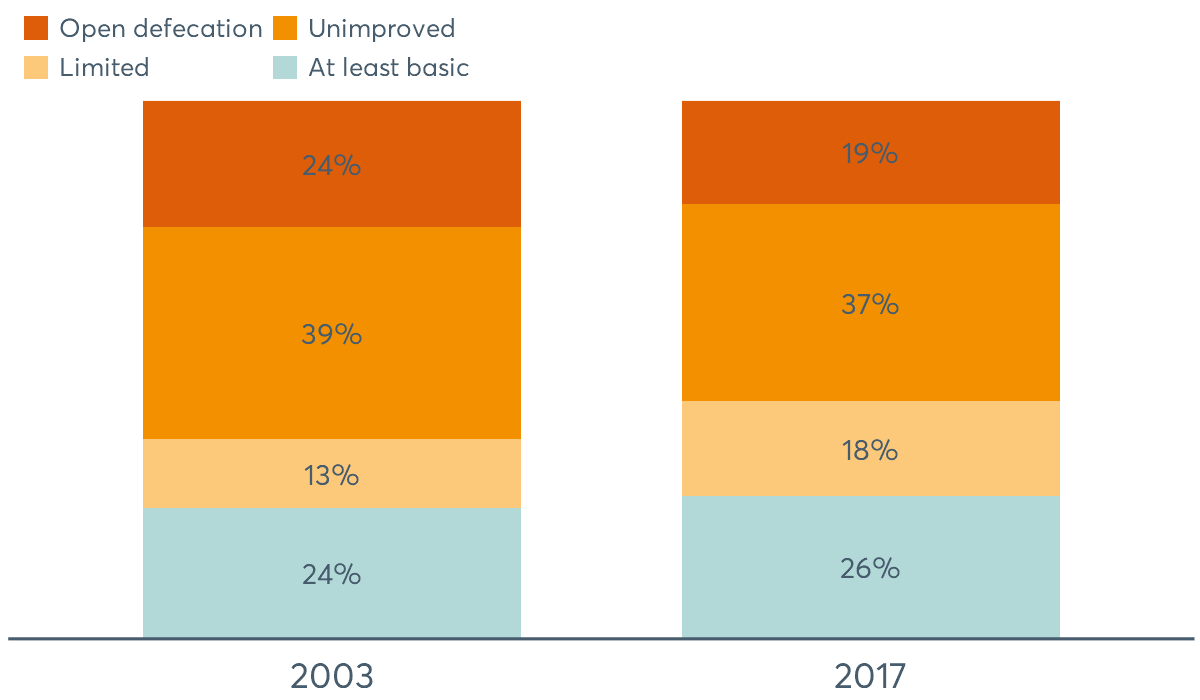 Open defecation Unimproved
Limited At least basic
24% 19%
39% 37%
13% 18%
24% 26%
2003 2017